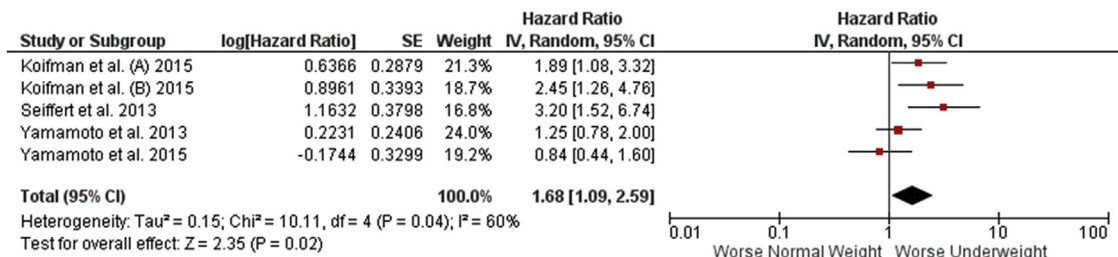 Hazard Ratio Hazard Ratio
Study or Subgroup log[Hazard Ratio] SE Weight IV, Random, 95% CI IV, Random, 95% CI
Koifman et al. (A) 2015 0.6366 0.2879 21.3% 1.89 [1.08, 3.32]
Koifman et al. (B) 2015 0.8961 0.3393 18.7% 2.45 [1.26, 4.76]
Seiffert et al. 2013 1.1632 0.3798 16.8% 3.20 [1.52, 6.74]
Yamamoto et al. 2013 0.2231 0.2406 24.0% 1.25 [0.78, 2.00]
Yamamoto et al. 2015 -0.1744 0.3299 19.2% 0.84 [0.44, 1.60]
Total (95% CI) 100.0% 1.68 [1.09, 2.59]
Heterogeneity: Tau² = 0.15; Chi² = 10.11, df = 4 (P = 0.04); I² = 60%
Test for overall effect: Z = 2.35 (P = 0.02)
0.01 0.1 1 10 100
Worse Normal Weight Worse Underweight